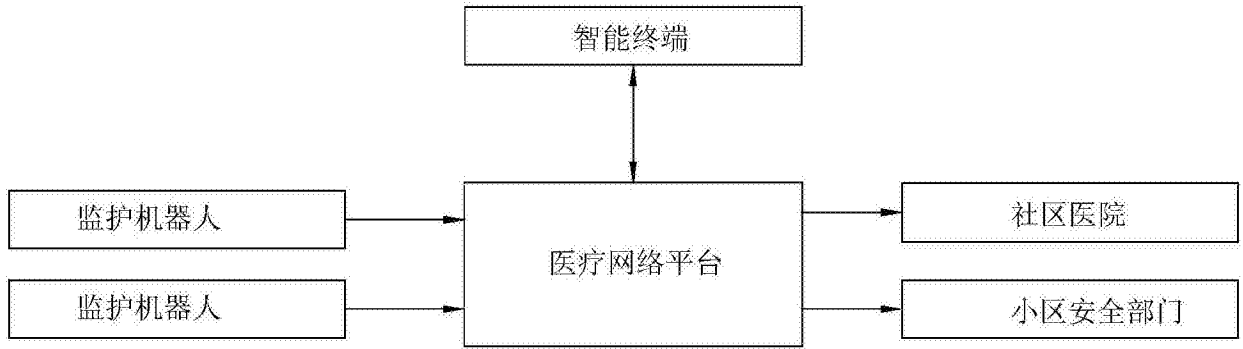 智能终端
监护机器人
社区医院
医疗网络平台
监护机器人
小区安全部门